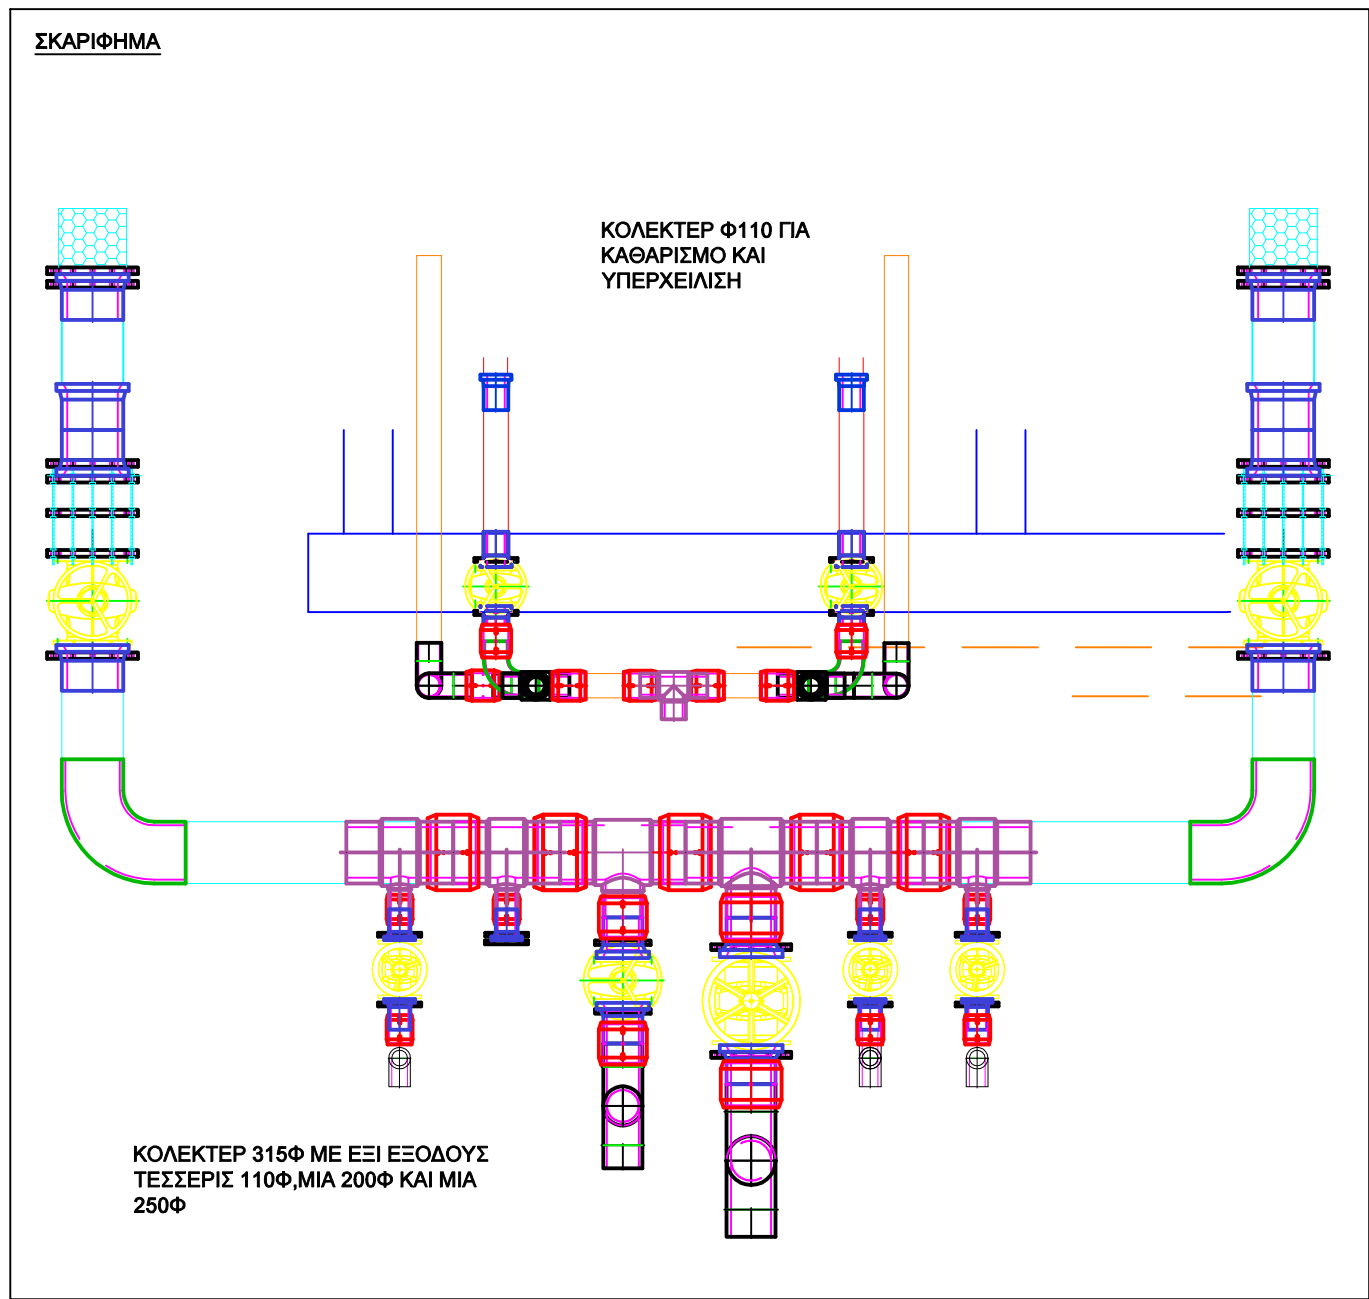 ΣΚΑΡΙΦΗΜΑ
ΚΟΛΕΚΤΕΡ Φ110 ΓΙΑ
ΚΑΘΑΡΙΣΜΟ ΚΑΙ
ΥΠΕΡΧΕΙΛΙΣΗ
ΚΟΛΕΚΤΕΡ 315Φ ΜΕ ΕΞΙ ΕΞΟΔΟΥΣ
ΤΕΣΣΕΡΙΣ 110Φ,ΜΙΑ 200Φ ΚΑΙ ΜΙΑ
250Φ